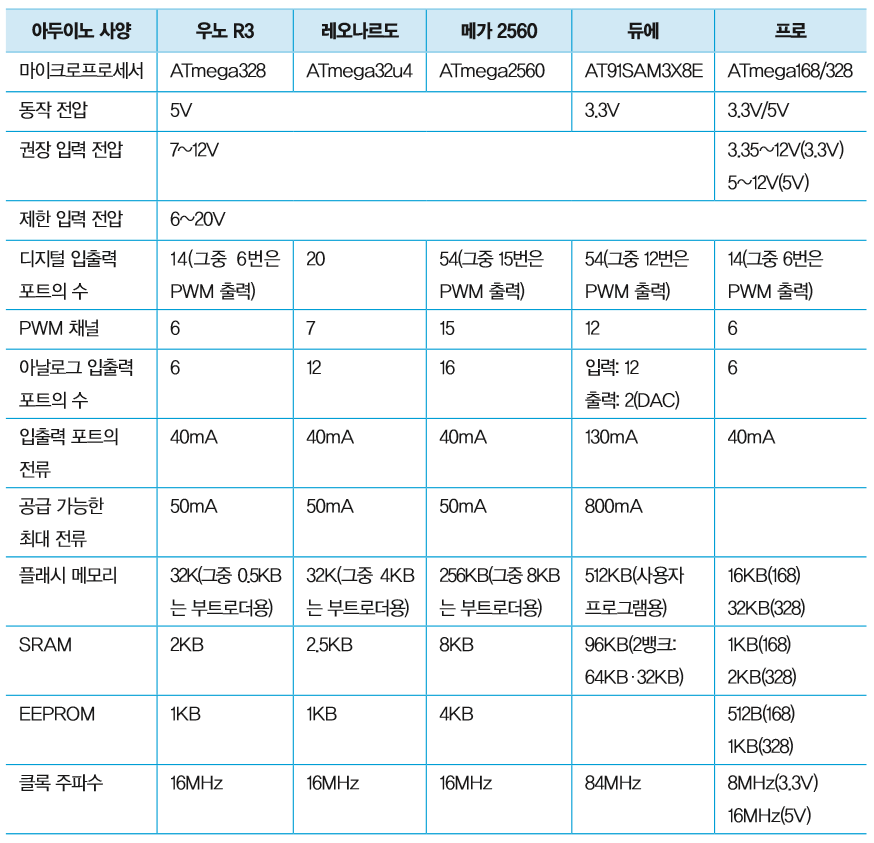 아두이노 사양 우노 R3 레오나르도 메가 2560 듀에 프로
마이크로프로세서 ATmega328 ATmega32u4 ATmega2560 AT91SAM3X8E ATmega168/328
동작 전압 5V 3.3V 3.3V/5V
권장 입력 전압 7~12V 3.35~12V(3.3V)
5~12V(5V)
제한 입력 전압 6~20V
디지털 입출력 14(그중 6번은 20 54(그중 15번은 54(그중 12번은 14(그중 6번은
포트의 수 PWM 출력) PWM 출력) PWM 출력) PWM 출력)
PWM 채널 6 7 15 12 6
아날로그 입출력 6 12 16 입력: 12 6
포트의 수 출력: 2(DAC)
입출력 포트의 40mA 40mA 40mA 130mA 40mA
전류
공급 가능한 50mA 50mA 50mA 800mA
최대 전류
플래시 메모리 32K(그중 0.5KB 32K(그중 4KB 256KB(그중 8KB 512KB(사용자 16KB(168)
는 부트로더용) 는 부트로더용) 는 부트로더용) 프로그램용) 32KB(328)
SRAM 2KB 2.5KB 8KB 96KB(2뱅크: 1KB(168)
64KB·32KB) 2KB(328)
EEPROM 1KB 1KB 4KB 512B(168)
1KB(328)
클록 주파수 16MHz 16MHz 16MHz 84MHz 8MHz(3.3V)
16MHz(5V)